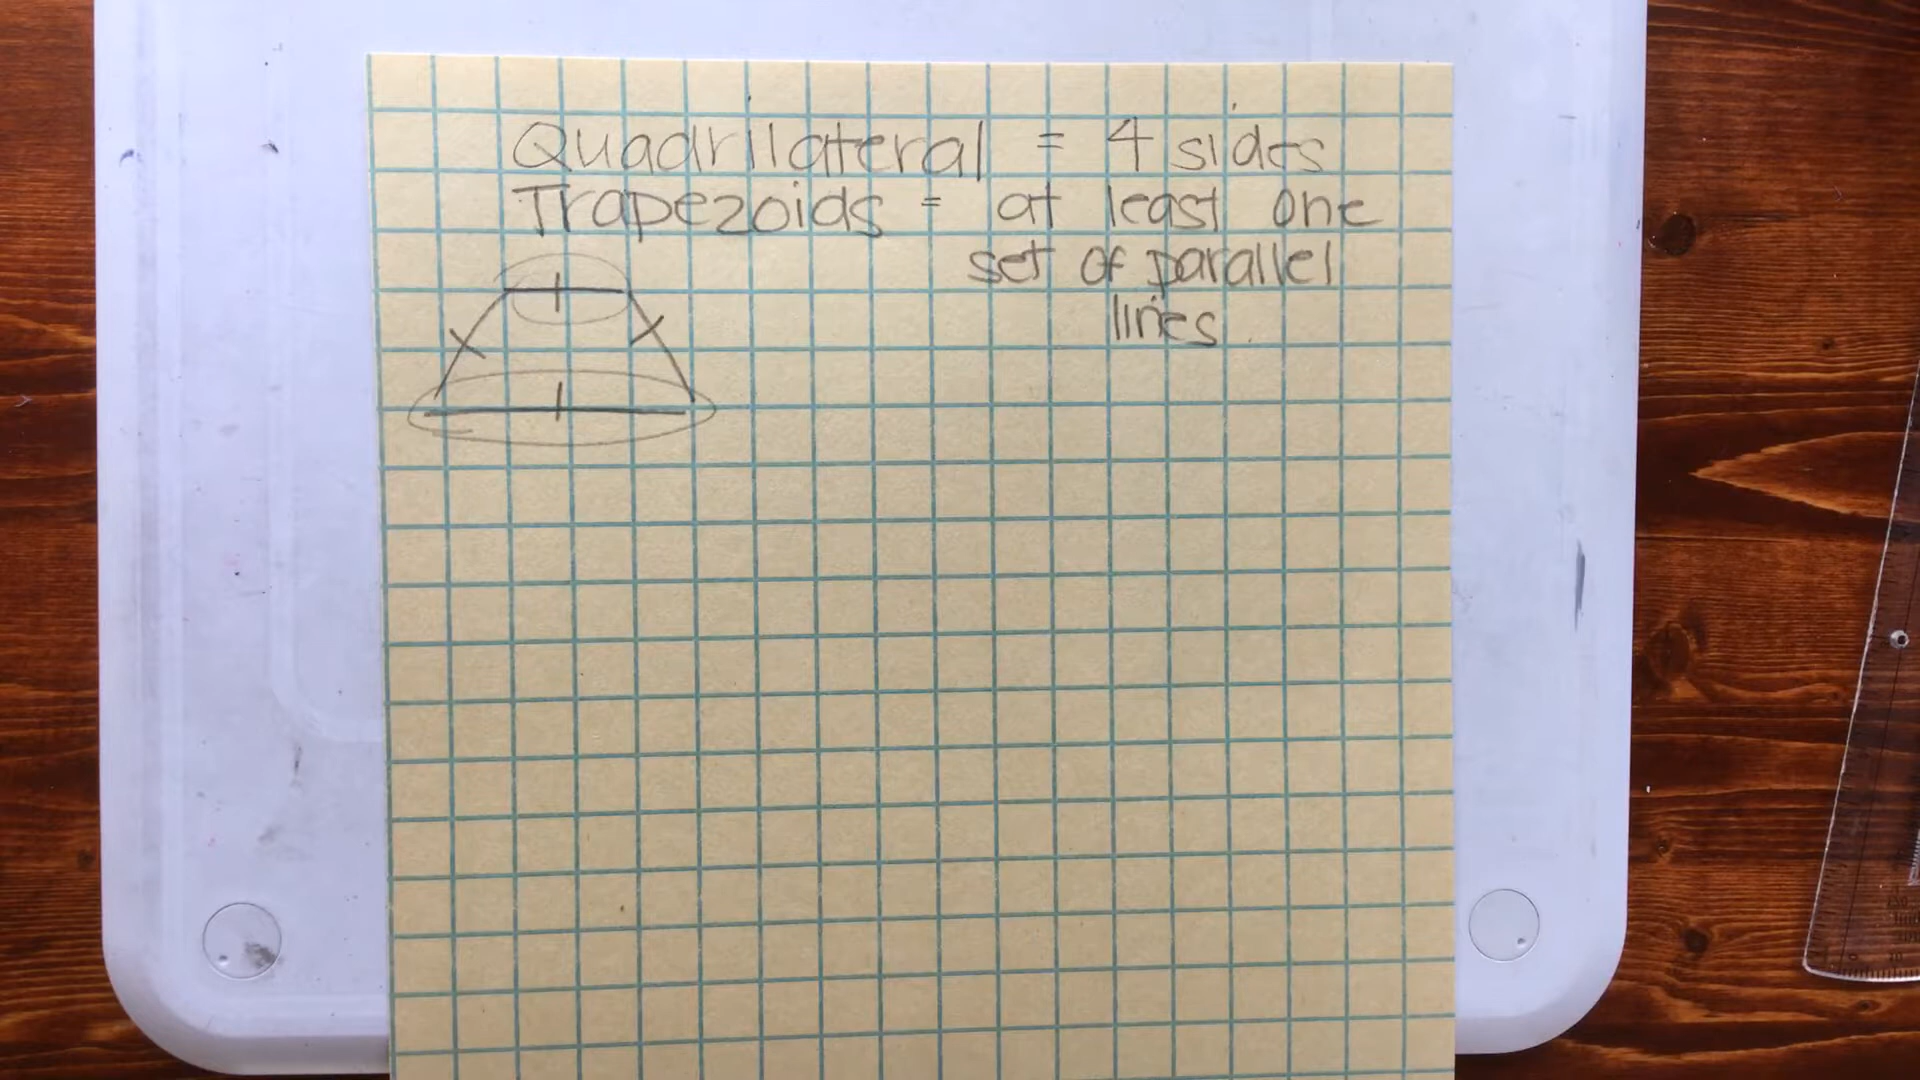 Quadrilateral = 4 sides
Trapezoids = at least one
set of parallel
lines